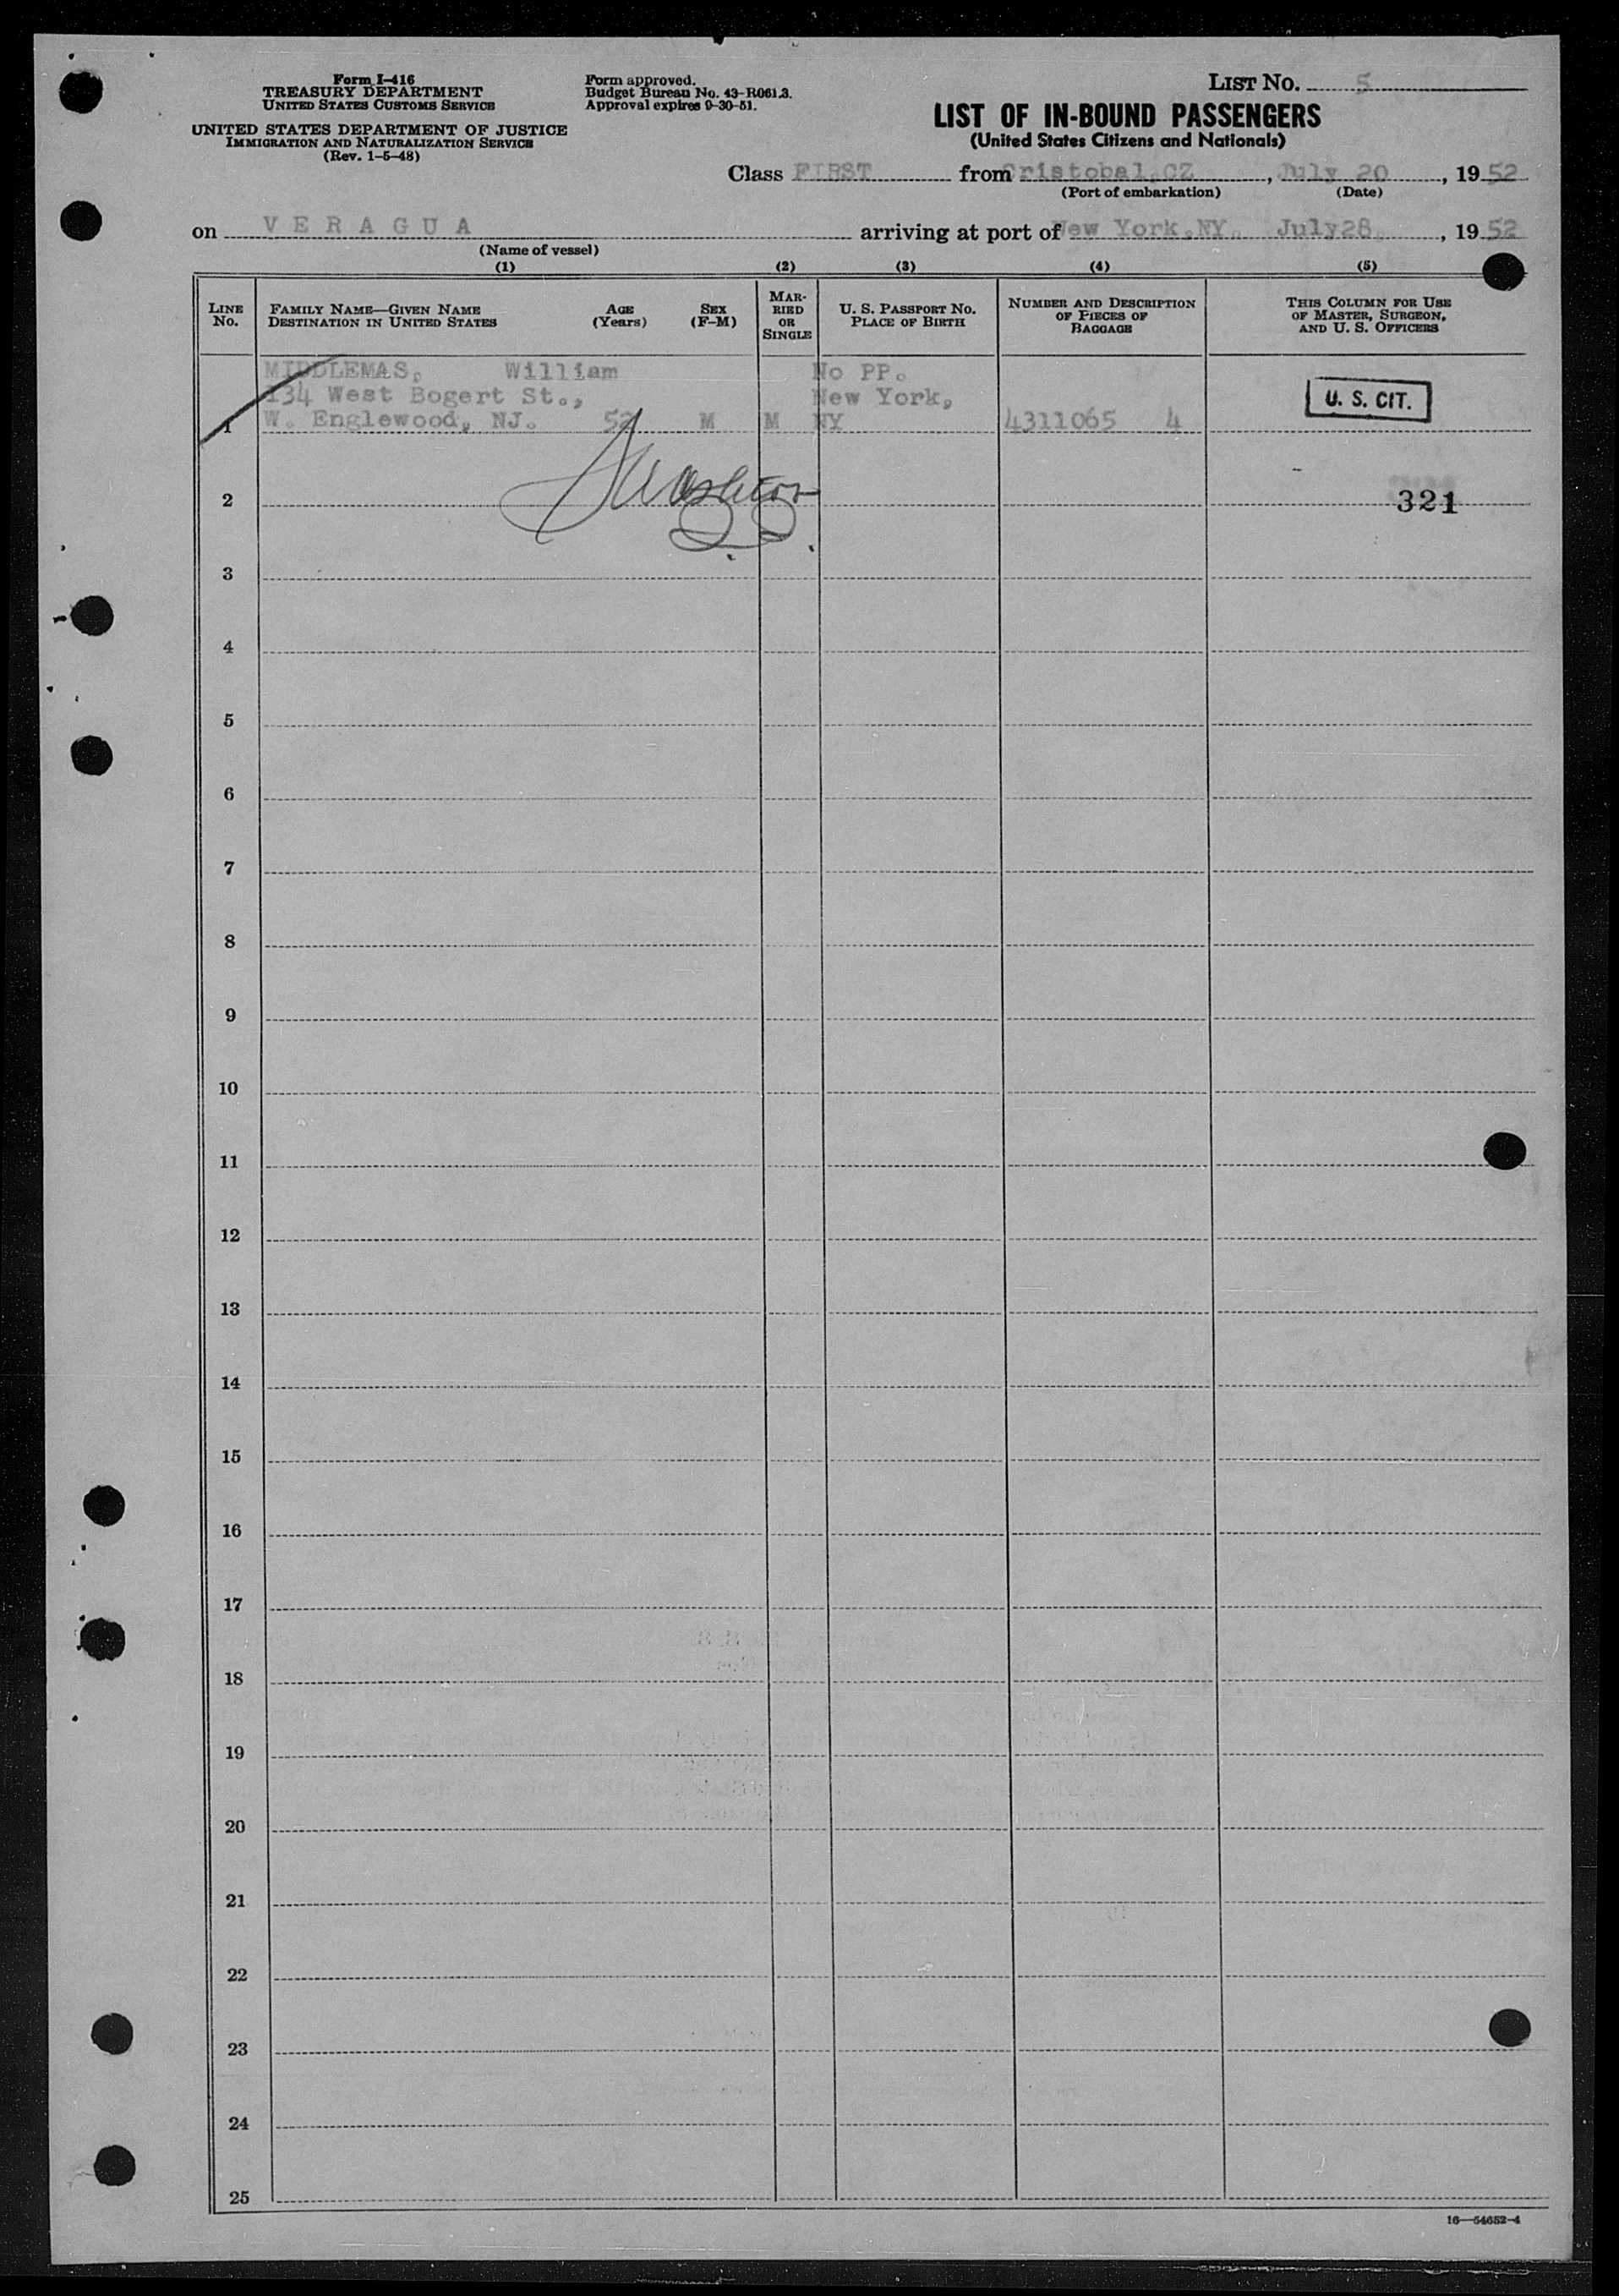 Form I-416
TREASURY DEPARTMENT
UNITED STATES CUSTOMS SERVICE
UNITED STATES DEPARTMENT OF JUSTICE
IMMIGRATION AND NATURALIZATION SERVICE
(Rev. 1-5-48)
Form approved.
Budget Bureau No. 43-R061.3.
Approval expires 9-30-51.
LIST No. 5
LIST OF IN-BOUND PASSENGERS
(United States Citizens and Nationals)
Class FIRST from Cristobal,CZ , July 20 , 19 52
(Port of embarkation) (Date)
on VERAGUA arriving at port of New York,NY. July28, , 19 52
(Name of vessel)
(1) (2) (3) (4) (5)
LINE No.
FAMILY NAME—GIVEN NAME
DESTINATION IN UNITED STATES
AGE (Years)
SEX (F-M)
MAR-RIED OR SINGLE
U. S. PASSPORT No.
PLACE OF BIRTH
NUMBER AND DESCRIPTION
OF PIECES OF
BAGGAGE
THIS COLUMN FOR USE
OF MASTER, SURGEON,
AND U. S. OFFICERS
MIDDLEMAS, William No PP.
134 West Bogert St., New York, U. S. CIT.
1 W. Englewood, NJ. 52 M M NY 4311065 4
2 321
3
4
5
6
7
8
9
10
11
12
13
14
15
16
17
18
19
20
21
22
23
24
25
16—54652-4